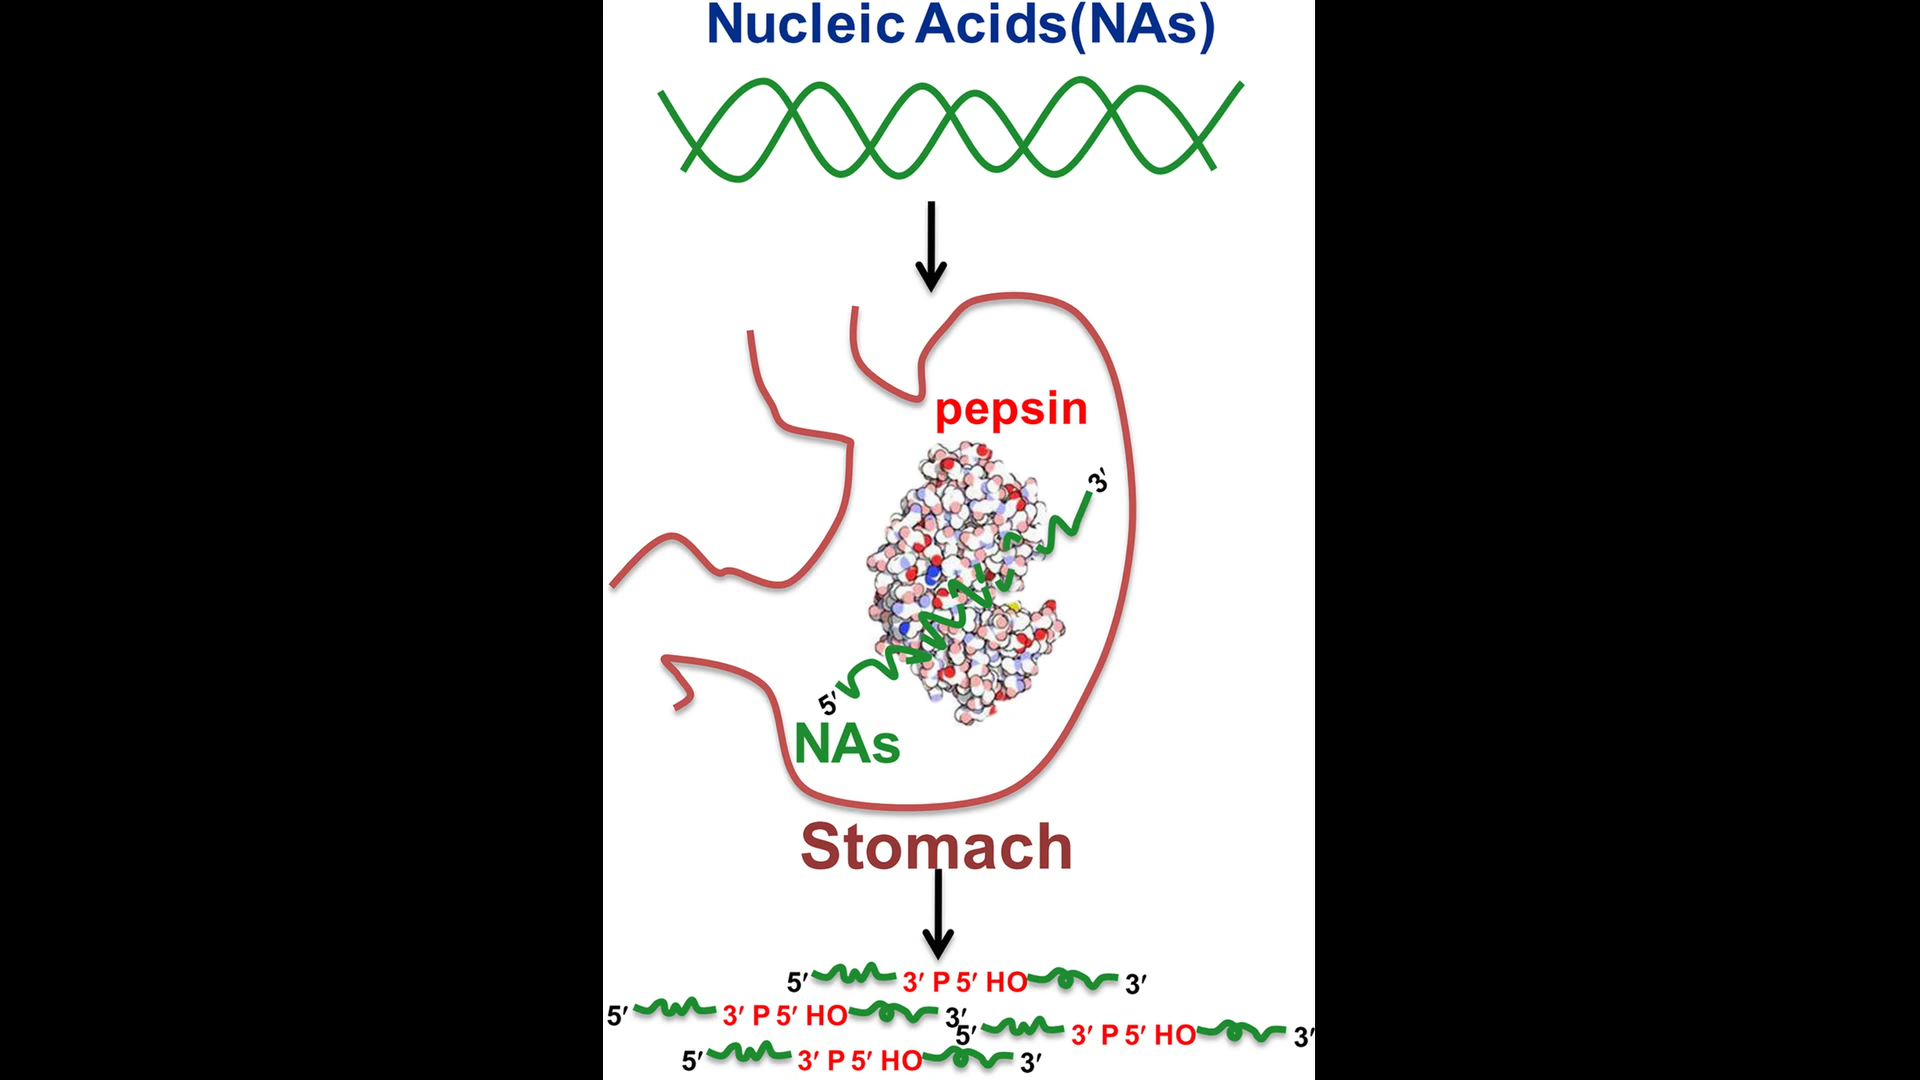 Nucleic Acids(NAs)
pepsin
3′
5′
NAs
Stomach
5′ 3′ P 5′ HO 3′
5′ 3′ P 5′ HO 3′
5′ 3′ P 5′ HO 3′
5′ 3′ P 5′ HO 3′